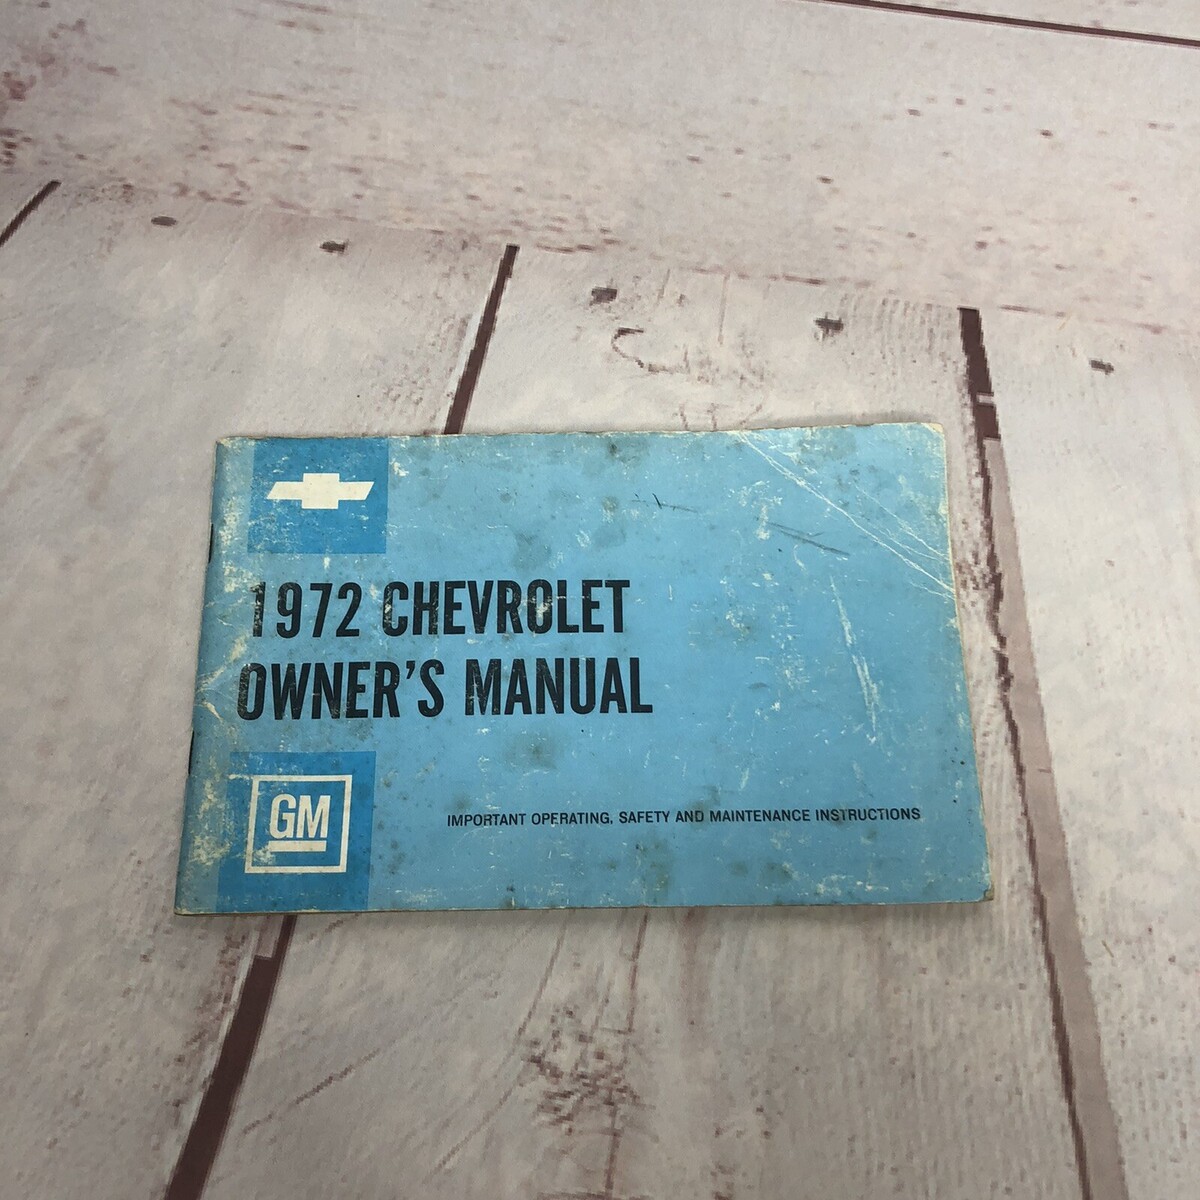 1972 CHEVROLET
OWNER'S MANUAL
GM
IMPORTANT OPERATING, SAFETY AND MAINTENANCE INSTRUCTIONS